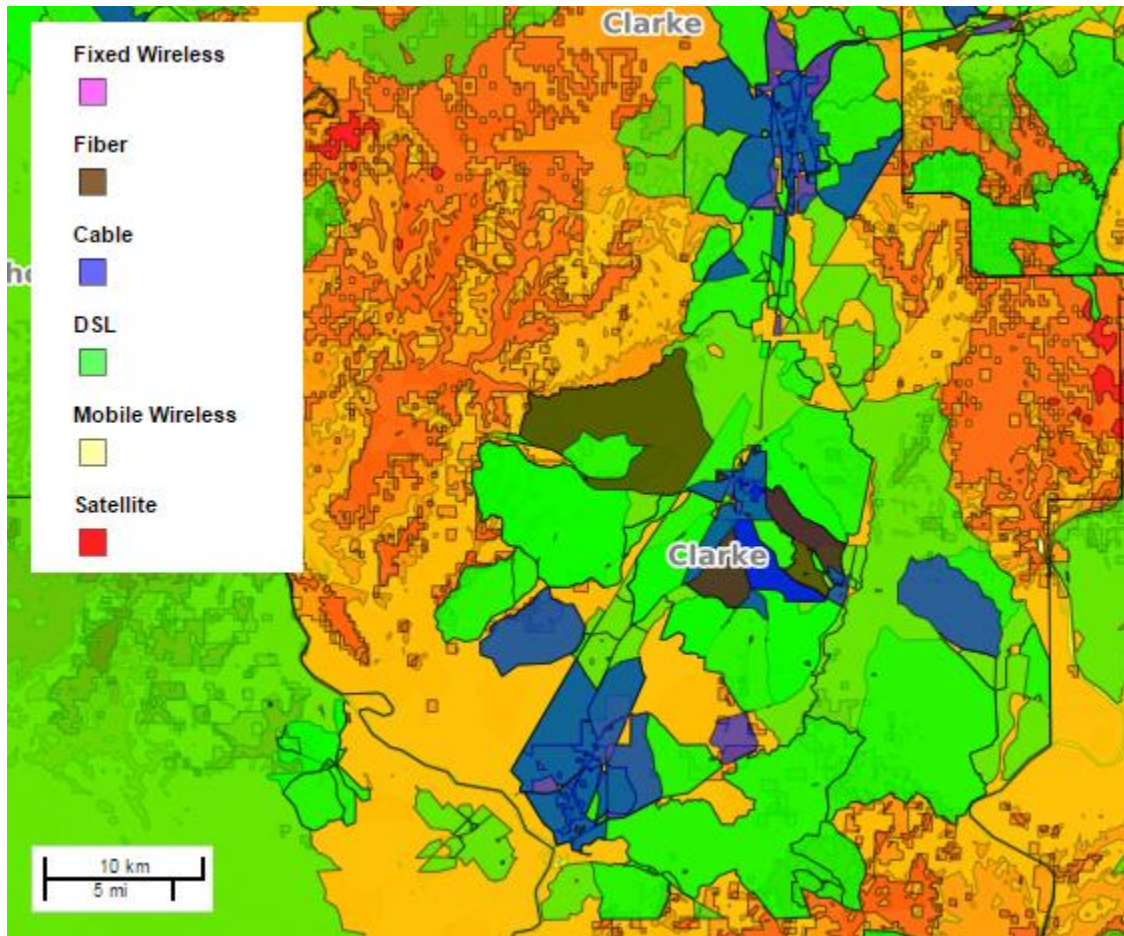 Clarke
Fixed Wireless
Fiber
Cable
DSL
Mobile Wireless
Satellite
Clarke
10 km
5 mi